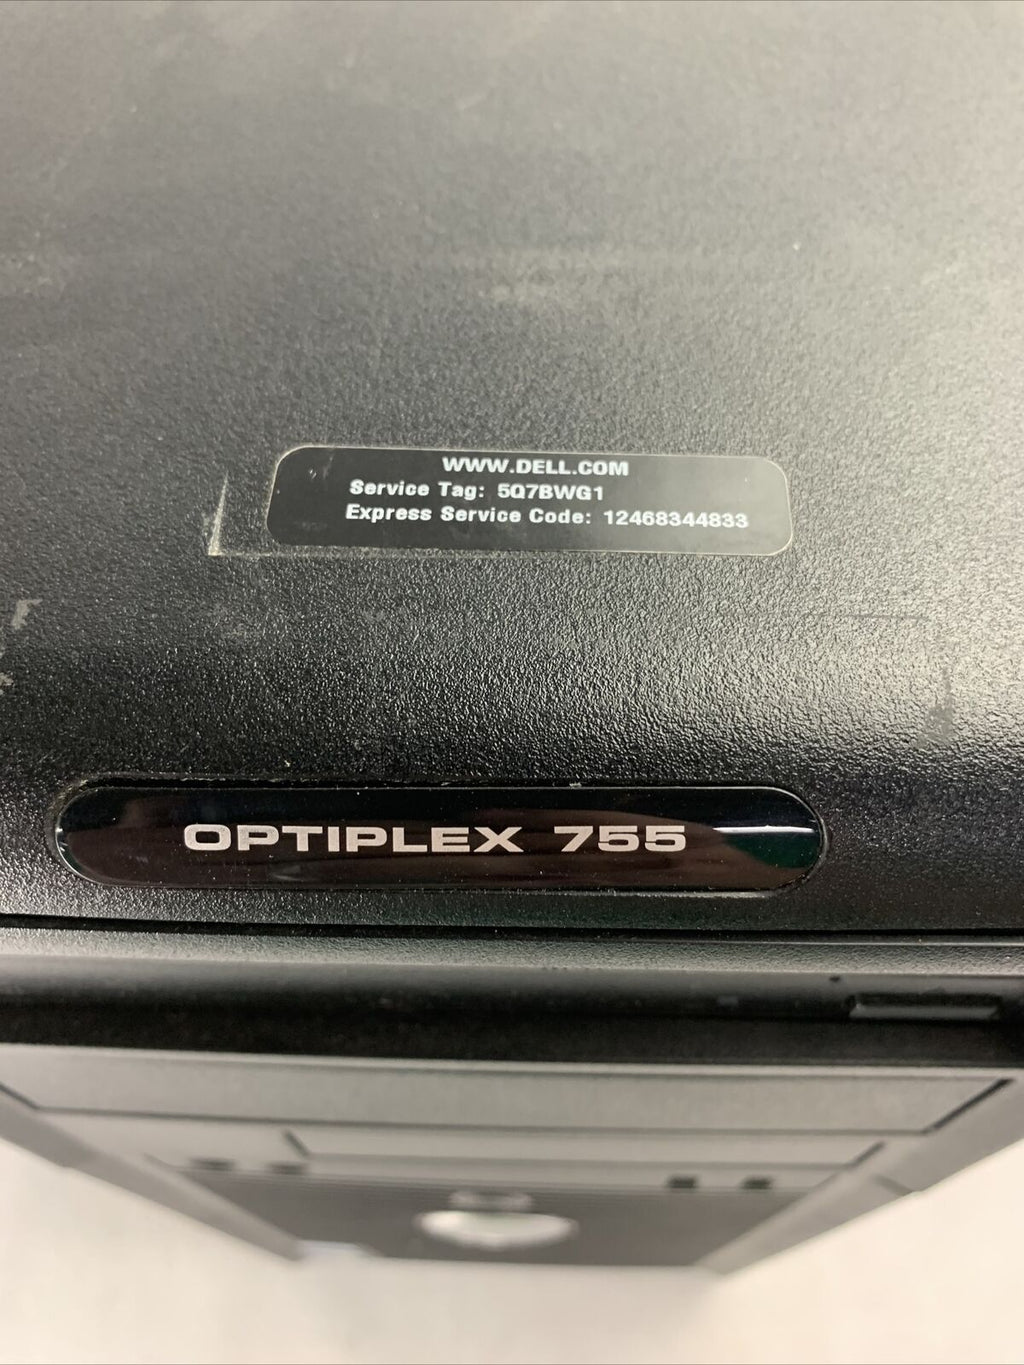 WWW.DELL.COM
Service Tag: 5Q7BWG1
Express Service Code: 12468344833
OPTIPLEX 755